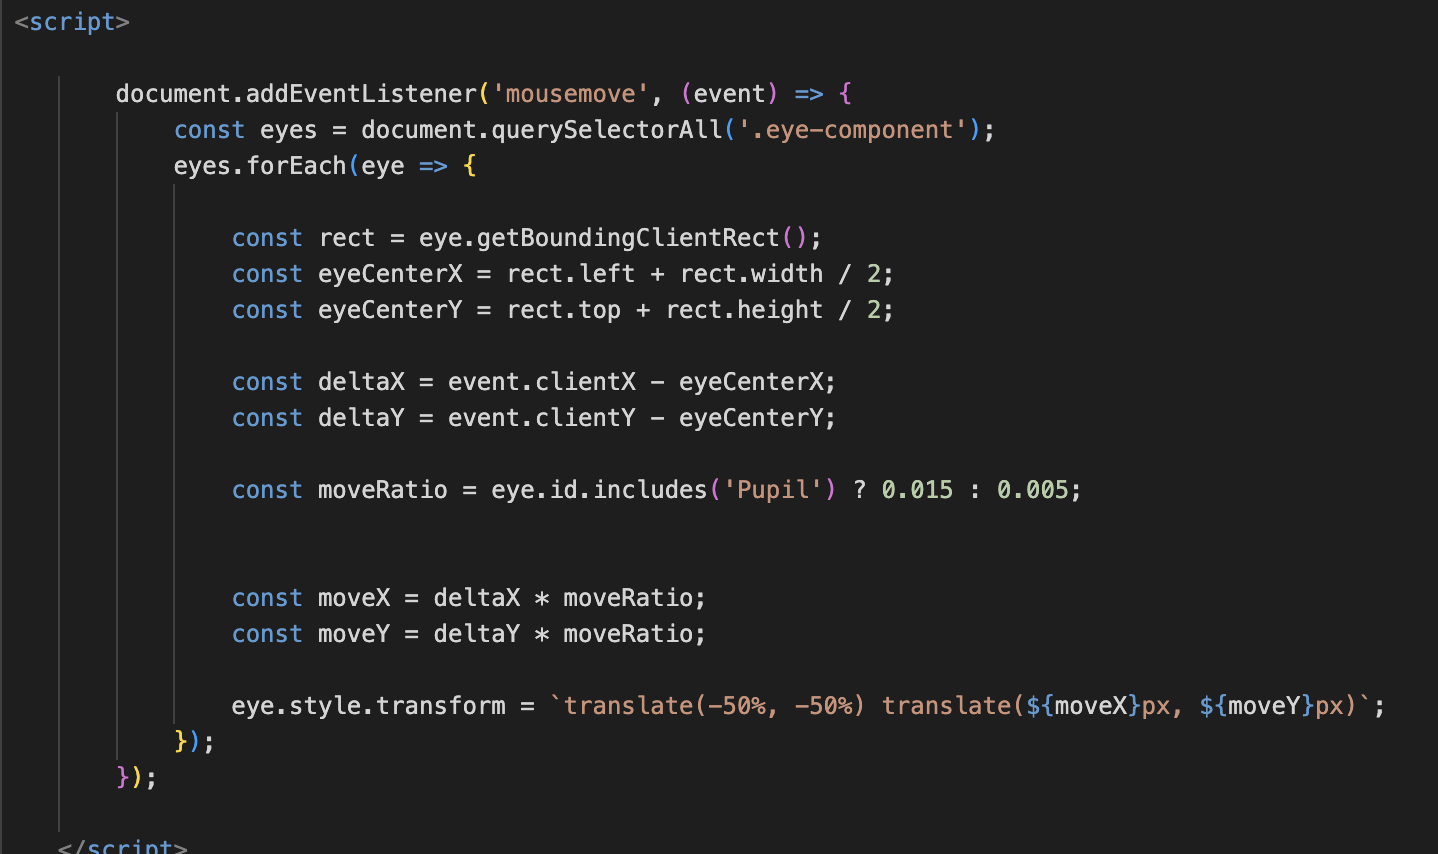 <script>
document.addEventListener('mousemove', (event) => {
const eyes = document.querySelectorAll('.eye-component');
eyes.forEach(eye => {
const rect = eye.getBoundingClientRect();
const eyeCenterX = rect.left + rect.width / 2;
const eyeCenterY = rect.top + rect.height / 2;
const deltaX = event.clientX - eyeCenterX;
const deltaY = event.clientY - eyeCenterY;
const moveRatio = eye.id.includes('Pupil') ? 0.015 : 0.005;
const moveX = deltaX * moveRatio;
const moveY = deltaY * moveRatio;
eye.style.transform = `translate(-50%, -50%) translate(${moveX}px, ${moveY}px)`;
});
});
</script>